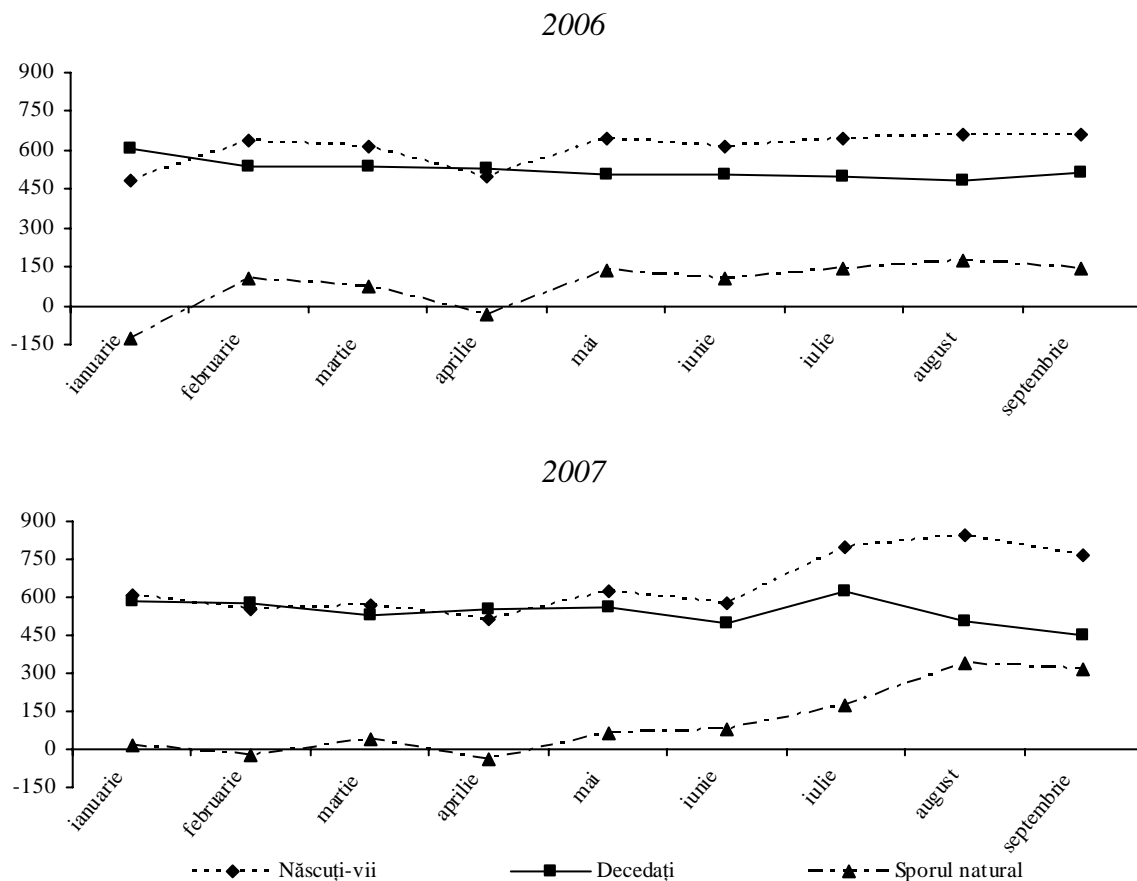 2006
900
750
600
450
300
150
0
-150
ianuarie
februarie
martie
aprilie
mai
iunie
iulie
august
septembrie
2007
900
750
600
450
300
150
0
-150
ianuarie
februarie
martie
aprilie
mai
iunie
iulie
august
septembrie
Născuți-vii Decedați Sporul natural